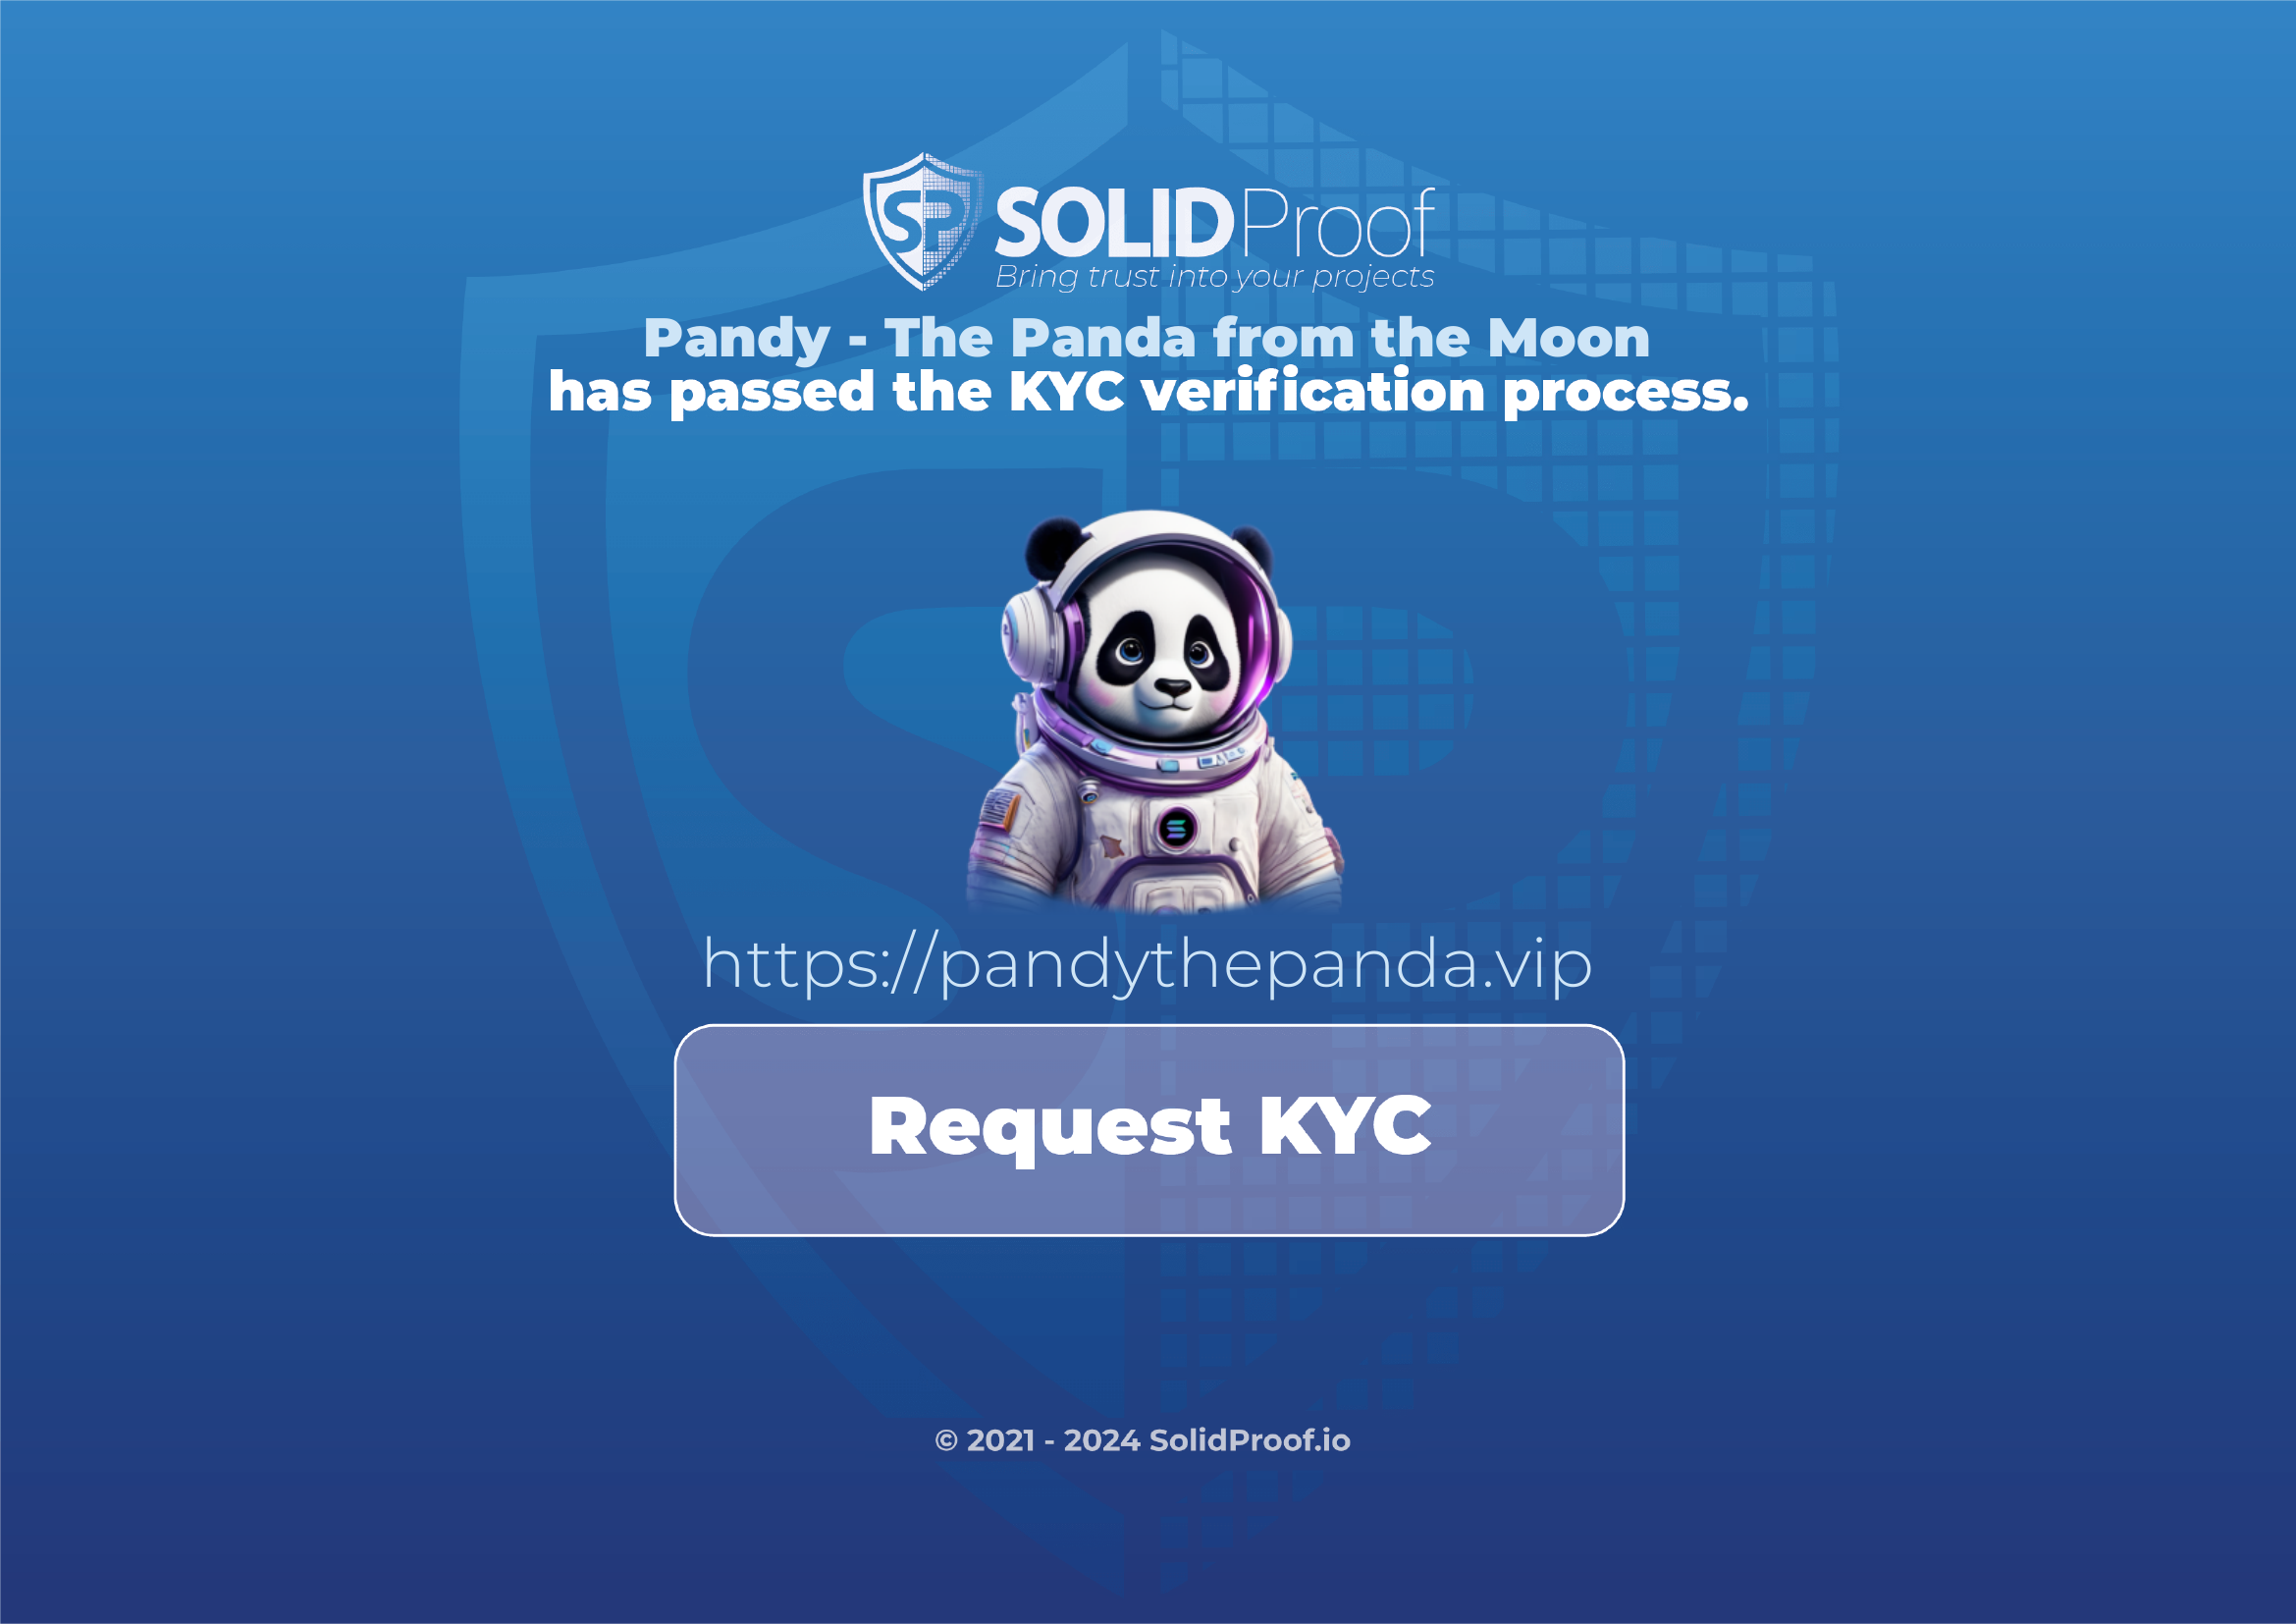 SP
SOLIDProof
Bring trust into your projects
Pandy - The Panda from the Moon
has passed the KYC verification process.
https://pandythepanda.vip
Request KYC
© 2021 - 2024 SolidProof.io